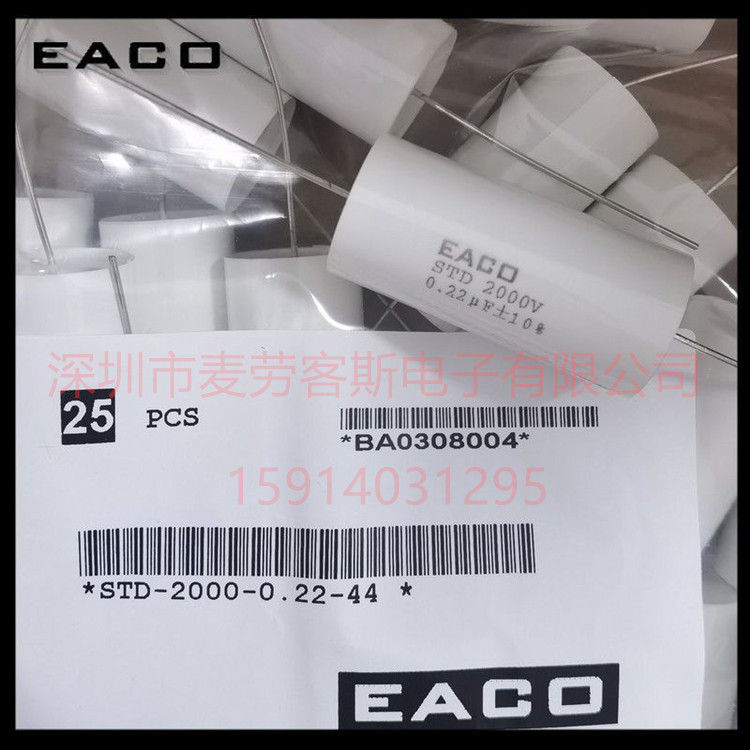 EACO
EACO
STD 2000V
0.22µF±10%
深圳市麦劳客斯电子有限公司
25 PCS
*BA0308004*
15914031295
*STD-2000-0.22-44 *
EACO